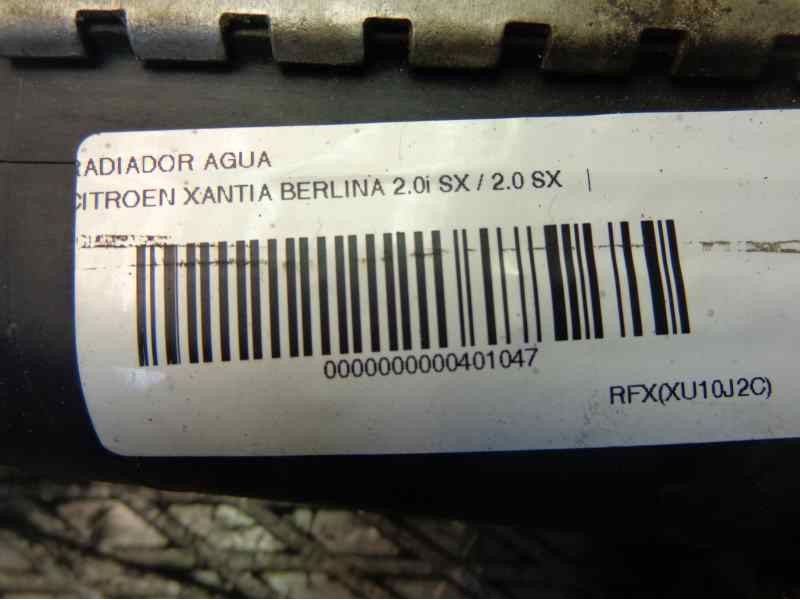 RADIADOR AGUA
CITROEN XANTIA BERLINA 2.0i SX / 2.0 SX |
0000000000401047
RFX(XU10J2C)